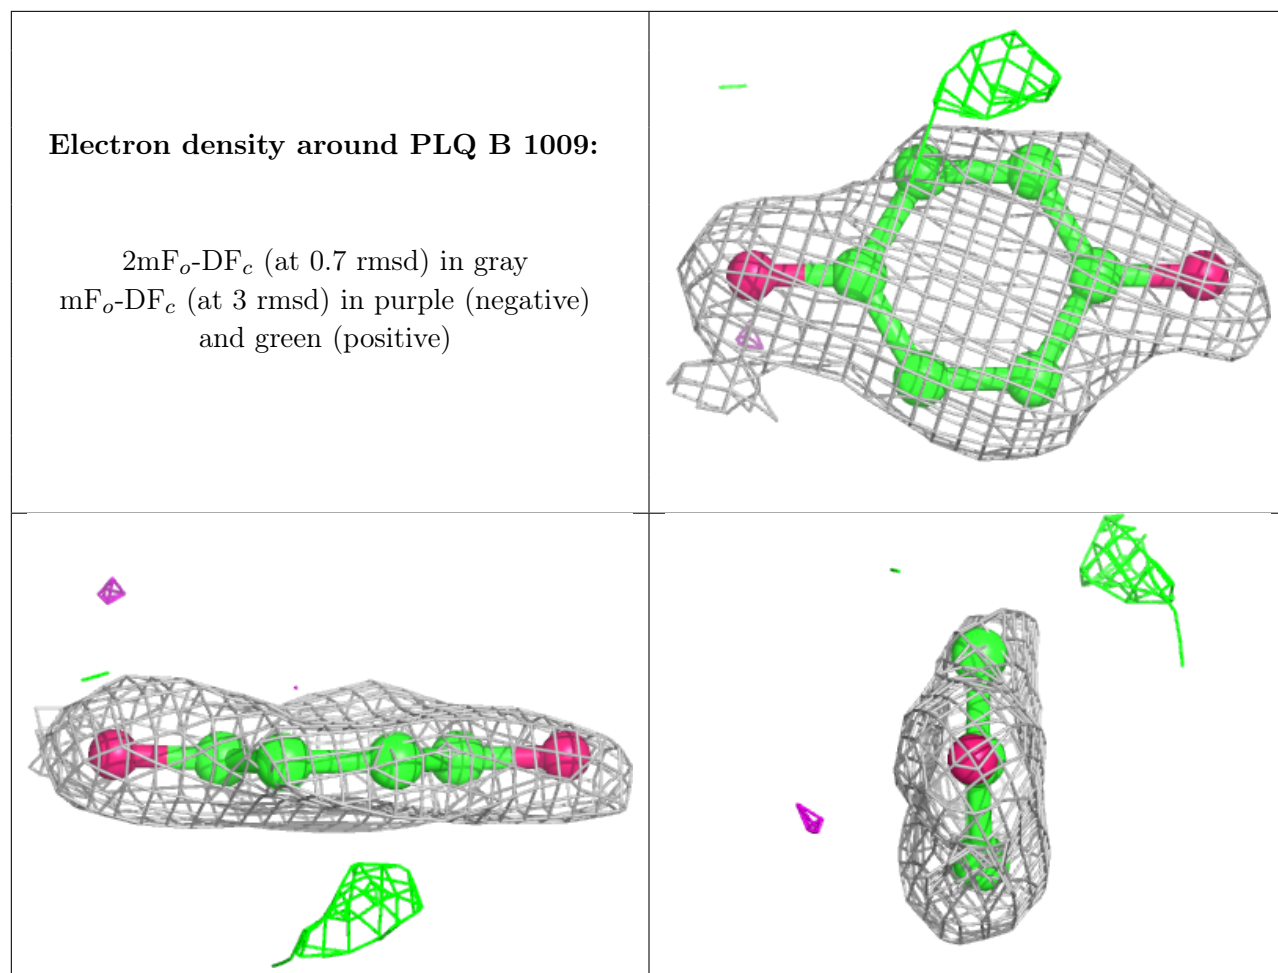 Electron density around PLQ B 1009:
2mFo-DFc (at 0.7 rmsd) in gray
mFo-DFc (at 3 rmsd) in purple (negative)
and green (positive)